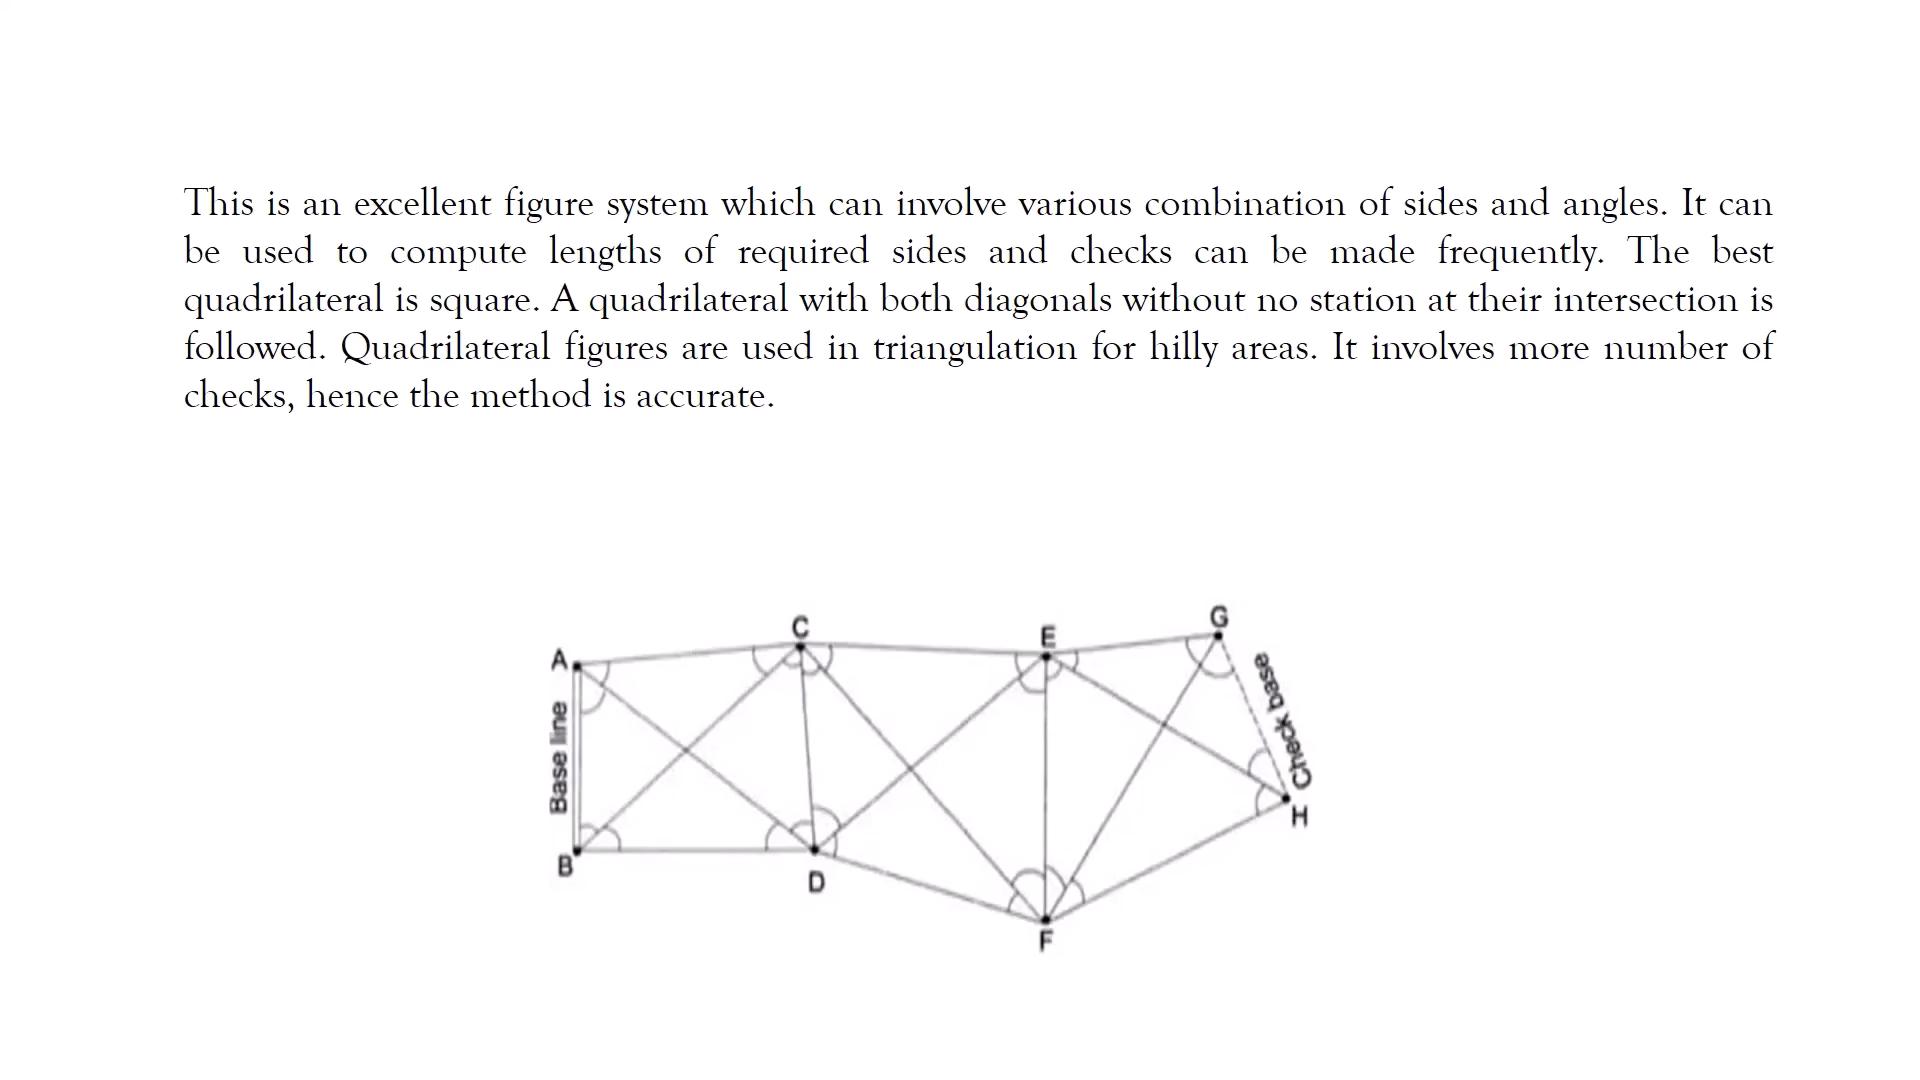 This is an excellent figure system which can involve various combination of sides and angles. It can
be used to compute lengths of required sides and checks can be made frequently. The best
quadrilateral is square. A quadrilateral with both diagonals without no station at their intersection is
followed. Quadrilateral figures are used in triangulation for hilly areas. It involves more number of
checks, hence the method is accurate.
G
C
E
A
Check base
Base line
H
B
D
F